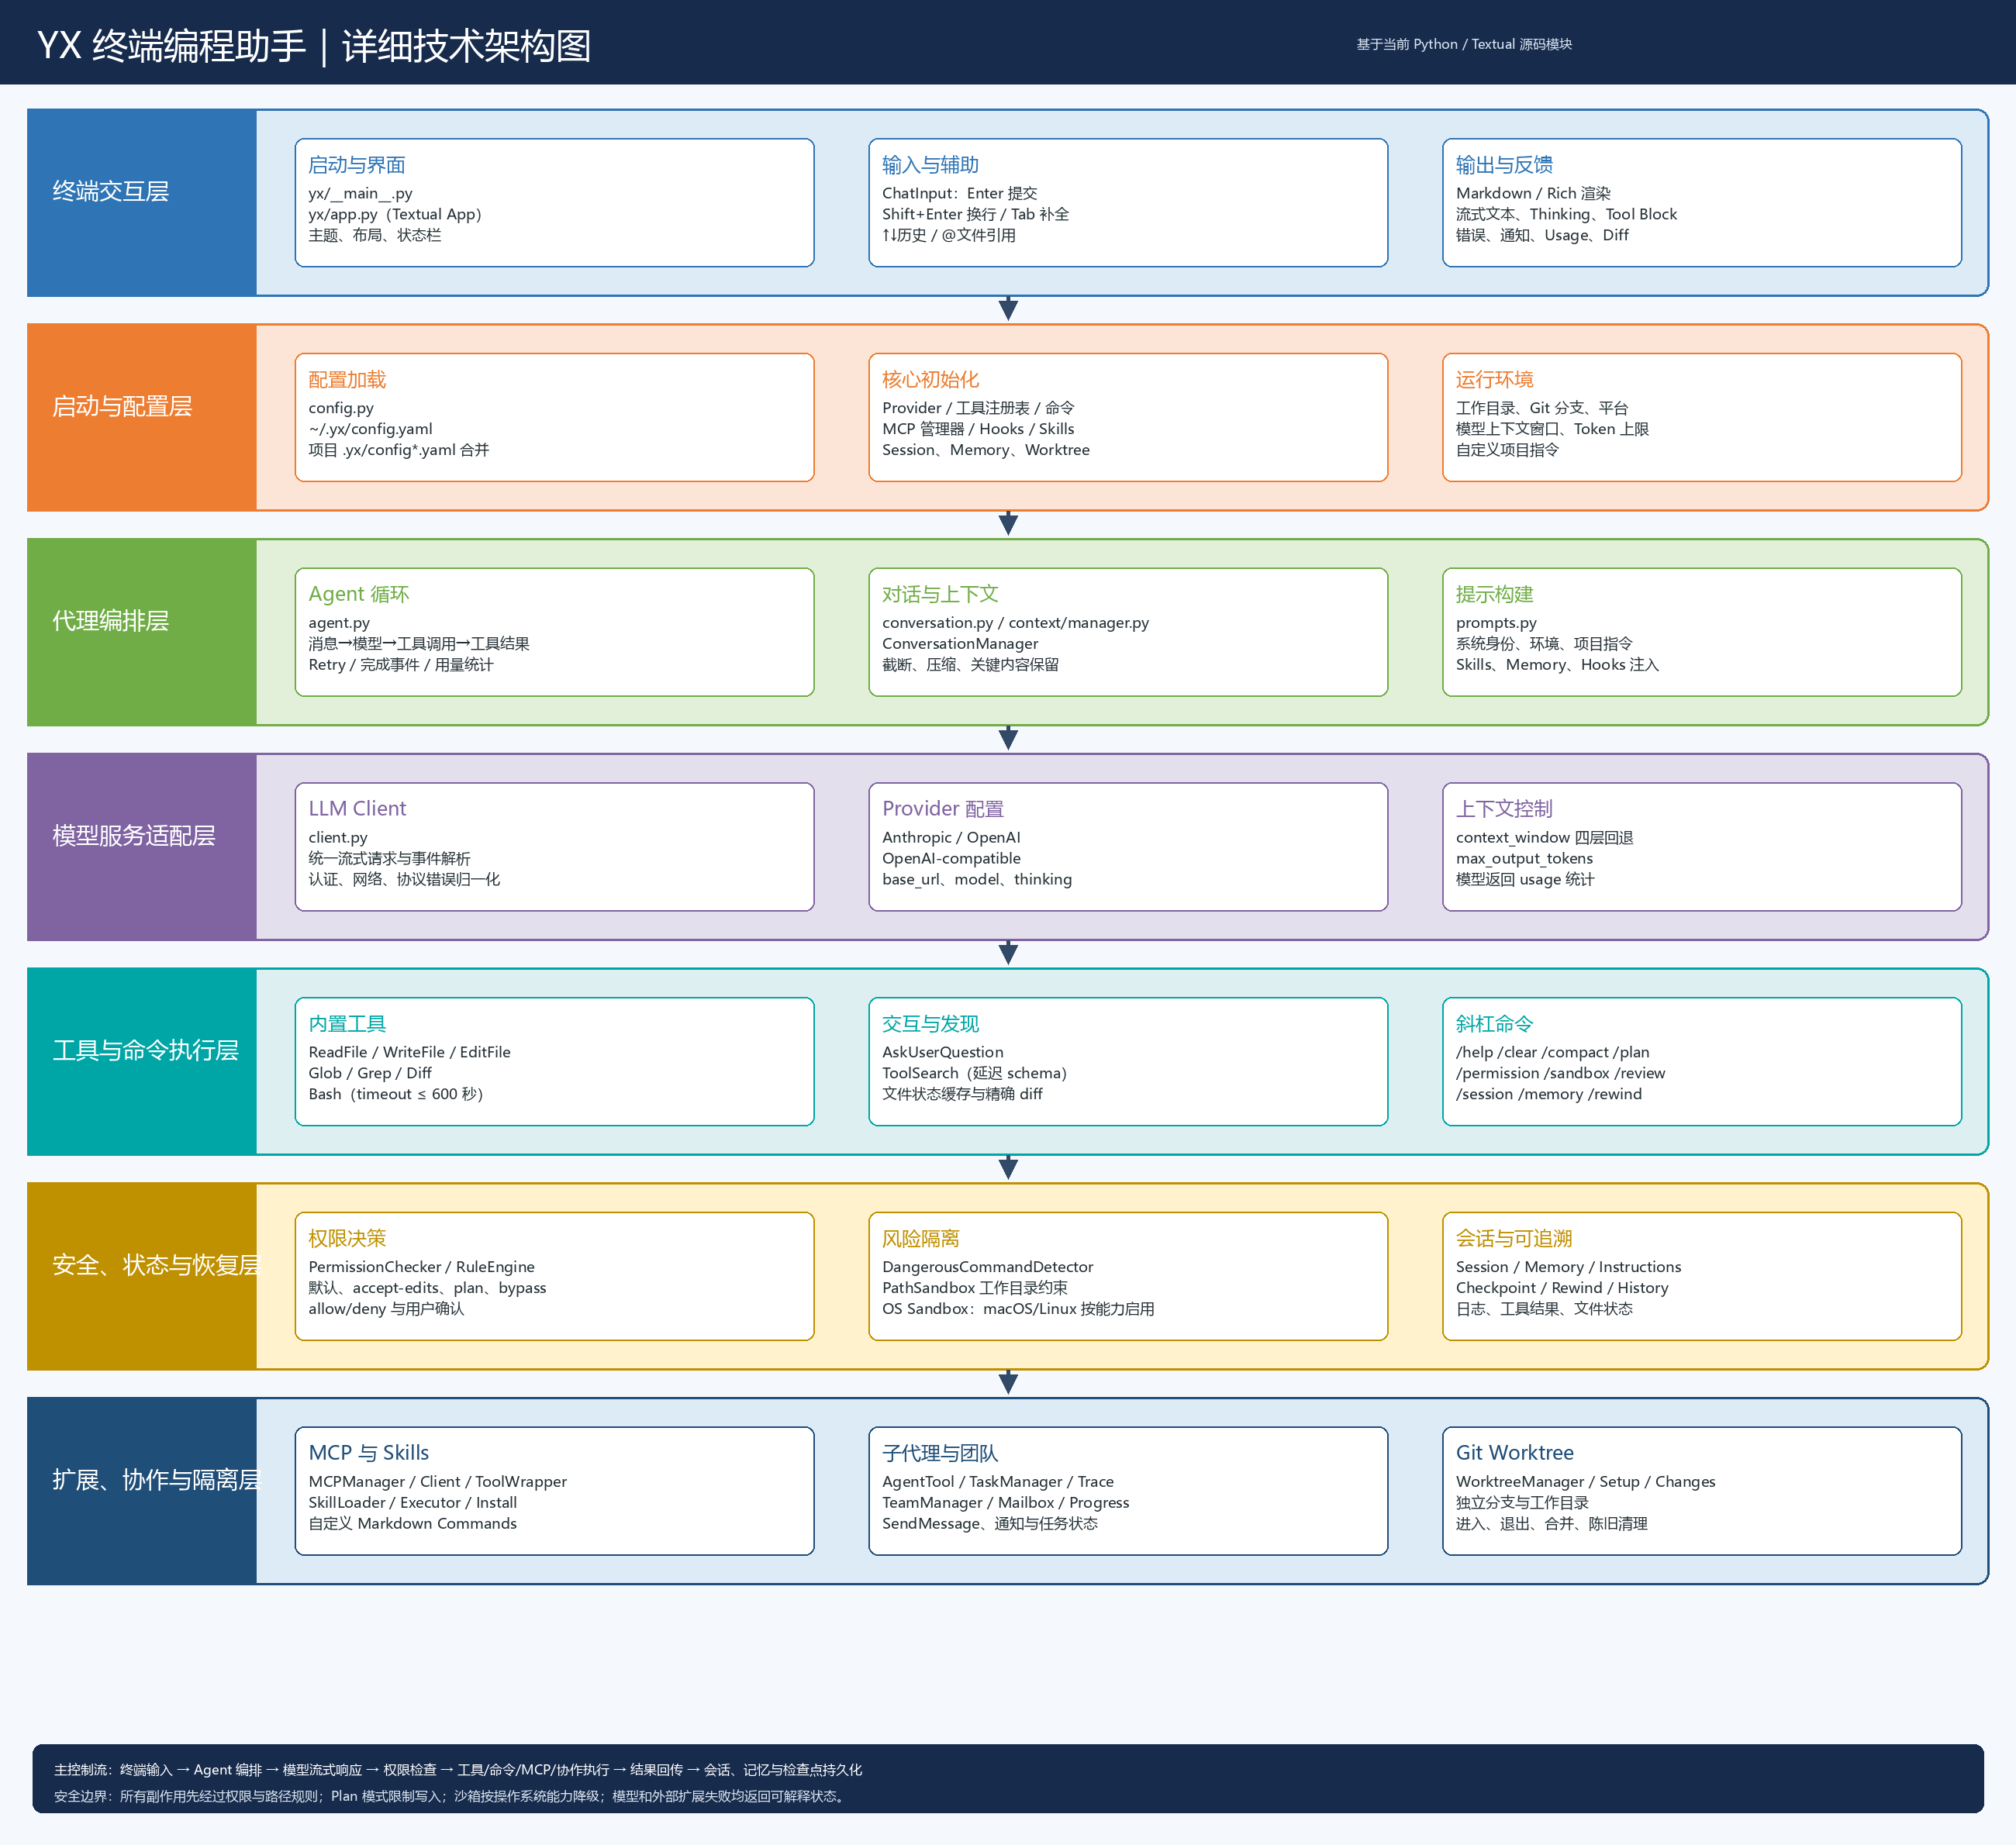 YX 终端编程助手｜详细技术架构图
基于当前 Python / Textual 源码模块
终端交互层
启动与界面
yx/__main__.py
yx/app.py（Textual App）
主题、布局、状态栏
输入与辅助
ChatInput：Enter 提交
Shift+Enter 换行 / Tab 补全
↑↓历史 / @文件引用
输出与反馈
Markdown / Rich 渲染
流式文本、Thinking、Tool Block
错误、通知、Usage、Diff
启动与配置层
配置加载
config.py
~/.yx/config.yaml
项目 .yx/config*.yaml 合并
核心初始化
Provider / 工具注册表 / 命令
MCP 管理器 / Hooks / Skills
Session、Memory、Worktree
运行环境
工作目录、Git 分支、平台
模型上下文窗口、Token 上限
自定义项目指令
代理编排层
Agent 循环
agent.py
消息→模型→工具调用→工具结果
Retry / 完成事件 / 用量统计
对话与上下文
conversation.py / context/manager.py
ConversationManager
截断、压缩、关键内容保留
提示构建
prompts.py
系统身份、环境、项目指令
Skills、Memory、Hooks 注入
模型服务适配层
LLM Client
client.py
统一流式请求与事件解析
认证、网络、协议错误归一化
Provider 配置
Anthropic / OpenAI
OpenAI-compatible
base_url、model、thinking
上下文控制
context_window 四层回退
max_output_tokens
模型返回 usage 统计
工具与命令执行层
内置工具
ReadFile / WriteFile / EditFile
Glob / Grep / Diff
Bash（timeout ≤ 600 秒）
交互与发现
AskUserQuestion
ToolSearch（延迟 schema）
文件状态缓存与精确 diff
斜杠命令
/help /clear /compact /plan
/permission /sandbox /review
/session /memory /rewind
安全、状态与恢复层
权限决策
PermissionChecker / RuleEngine
默认、accept-edits、plan、bypass
allow/deny 与用户确认
风险隔离
DangerousCommandDetector
PathSandbox 工作目录约束
OS Sandbox：macOS/Linux 按能力启用
会话与可追溯
Session / Memory / Instructions
Checkpoint / Rewind / History
日志、工具结果、文件状态
扩展、协作与隔离层
MCP 与 Skills
MCPManager / Client / ToolWrapper
SkillLoader / Executor / Install
自定义 Markdown Commands
子代理与团队
AgentTool / TaskManager / Trace
TeamManager / Mailbox / Progress
SendMessage、通知与任务状态
Git Worktree
WorktreeManager / Setup / Changes
独立分支与工作目录
进入、退出、合并、陈旧清理
主控制流：终端输入 → Agent 编排 → 模型流式响应 → 权限检查 → 工具/命令/MCP/协作执行 → 结果回传 → 会话、记忆与检查点持久化
安全边界：所有副作用先经过权限与路径规则；Plan 模式限制写入；沙箱按操作系统能力降级；模型和外部扩展失败均返回可解释状态。